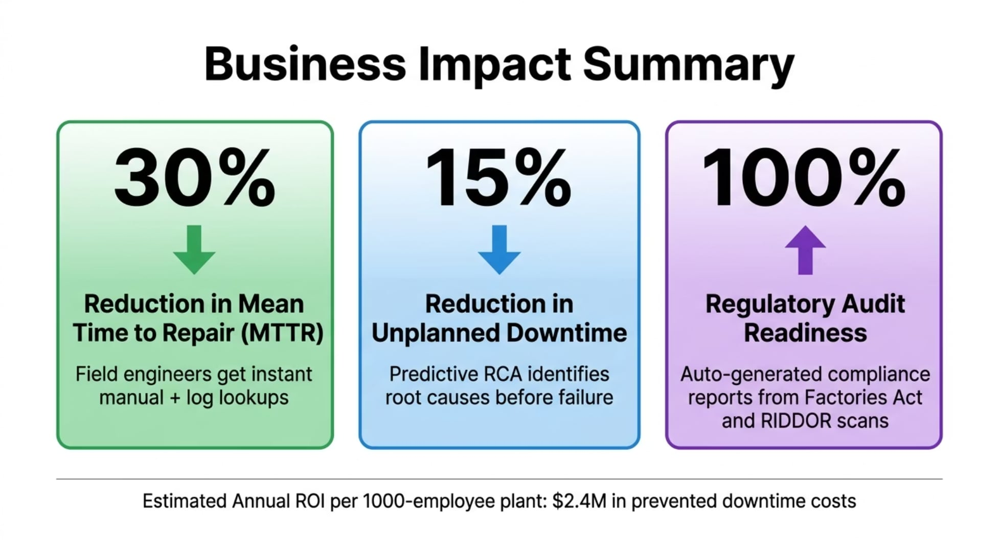 Business Impact Summary
30%
Reduction in Mean
Time to Repair (MTTR)
Field engineers get instant
manual + log lookups
15%
Reduction in
Unplanned Downtime
Predictive RCA identifies
root causes before failure
100%
Regulatory Audit
Readiness
Auto-generated compliance
reports from Factories Act
and RIDDOR scans
Estimated Annual ROI per 1000-employee plant: $2.4M in prevented downtime costs